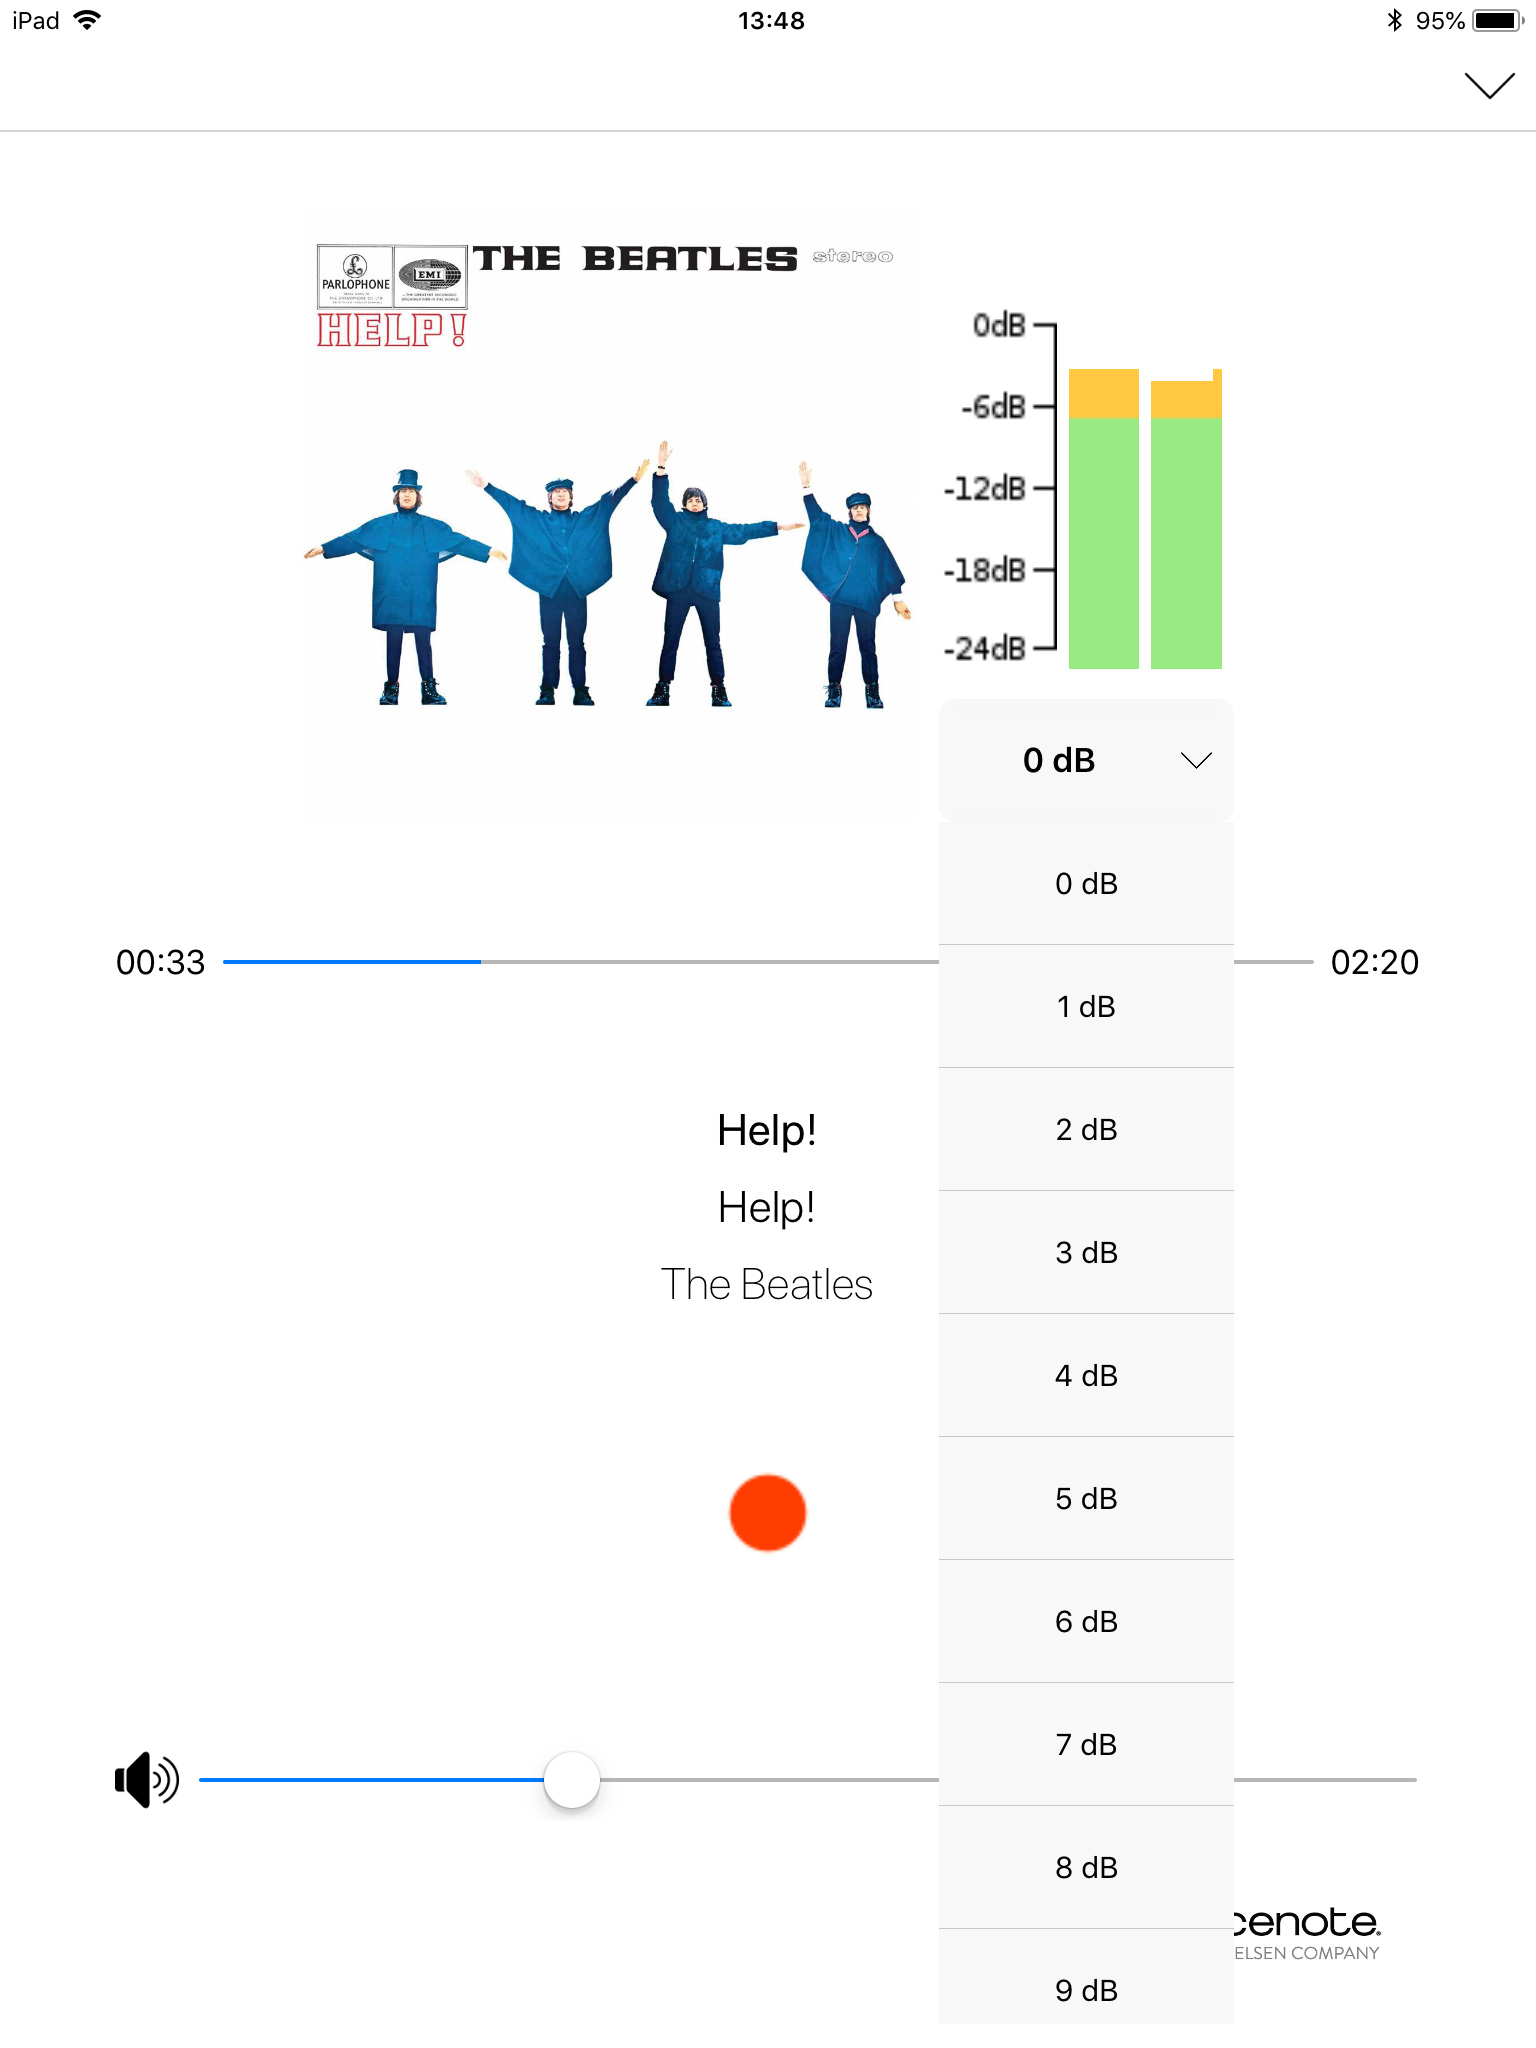 iPad 13:48 95%
THE BEATLES stereo
PARLOPHONE EMI
HELP!
0dB
-6dB
-12dB
-18dB
-24dB
0 dB
0 dB
00:33 02:20
1 dB
Help!
2 dB
Help!
3 dB
The Beatles
4 dB
5 dB
6 dB
7 dB
8 dB
cenote
ELSEN COMPANY
9 dB